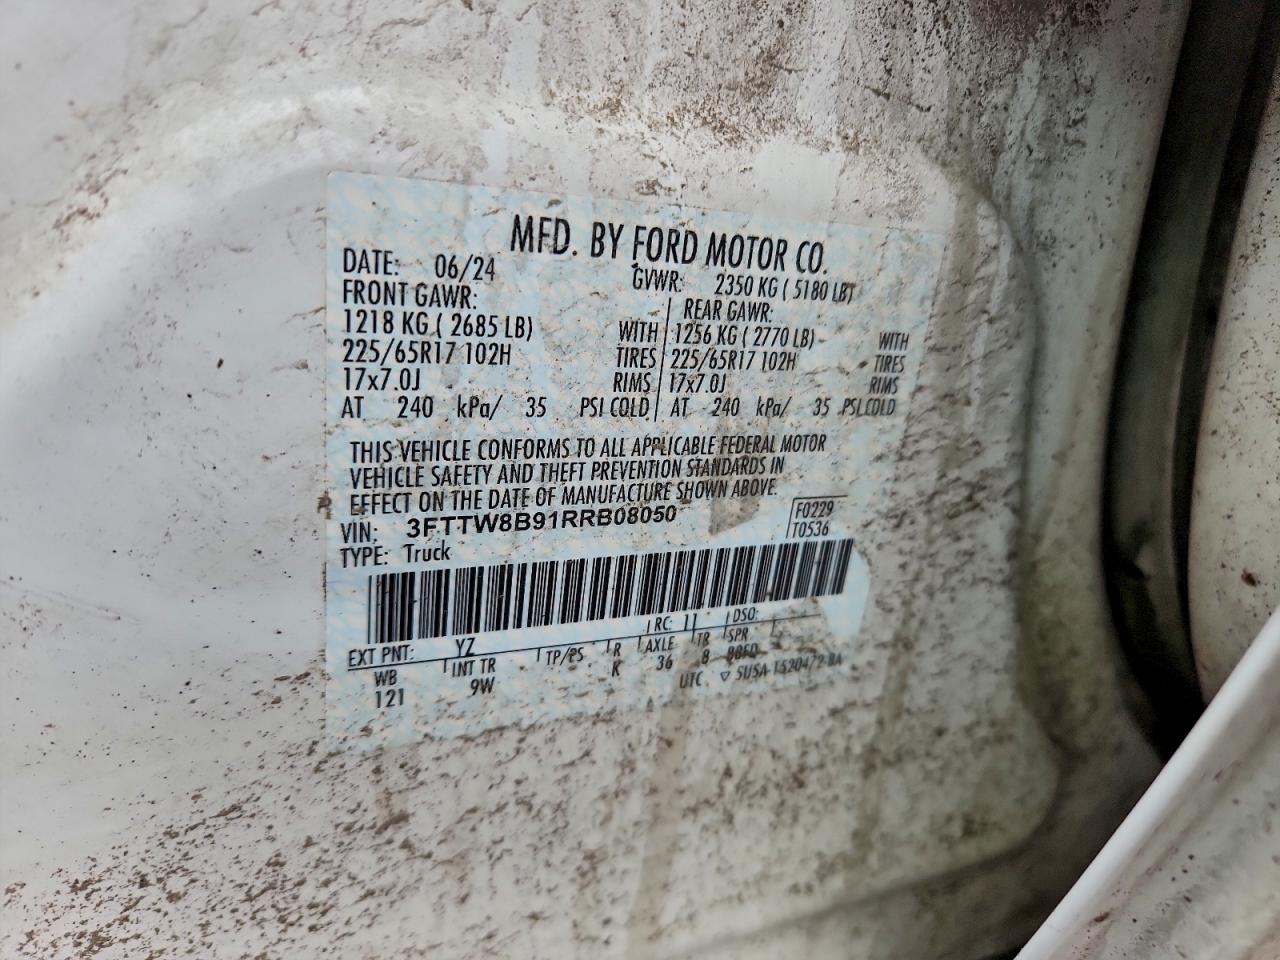 MFD. BY FORD MOTOR CO.
DATE: 06/24 GVWR: 2350 KG ( 5180 LB)
FRONT GAWR: REAR GAWR:
1218 KG ( 2685 LB) WITH 1256 KG ( 2770 LB) WITH
225/65R17 102H TIRES 225/65R17 102H TIRES
17x7.0J RIMS 17x7.0J RIMS
AT 240 kPa/ 35 PSI COLD AT 240 kPa/ 35 PSI COLD
THIS VEHICLE CONFORMS TO ALL APPLICABLE FEDERAL MOTOR
VEHICLE SAFETY AND THEFT PREVENTION STANDARDS IN
EFFECT ON THE DATE OF MANUFACTURE SHOWN ABOVE.
VIN: 3FTTW8B91RRB08050 F0229
TYPE: Truck T0536
EXT PNT: YZ RC: 11 DSO:
WB INT TR TP/PS R AXLE TR SPR
121 9W K 36 8
UTC